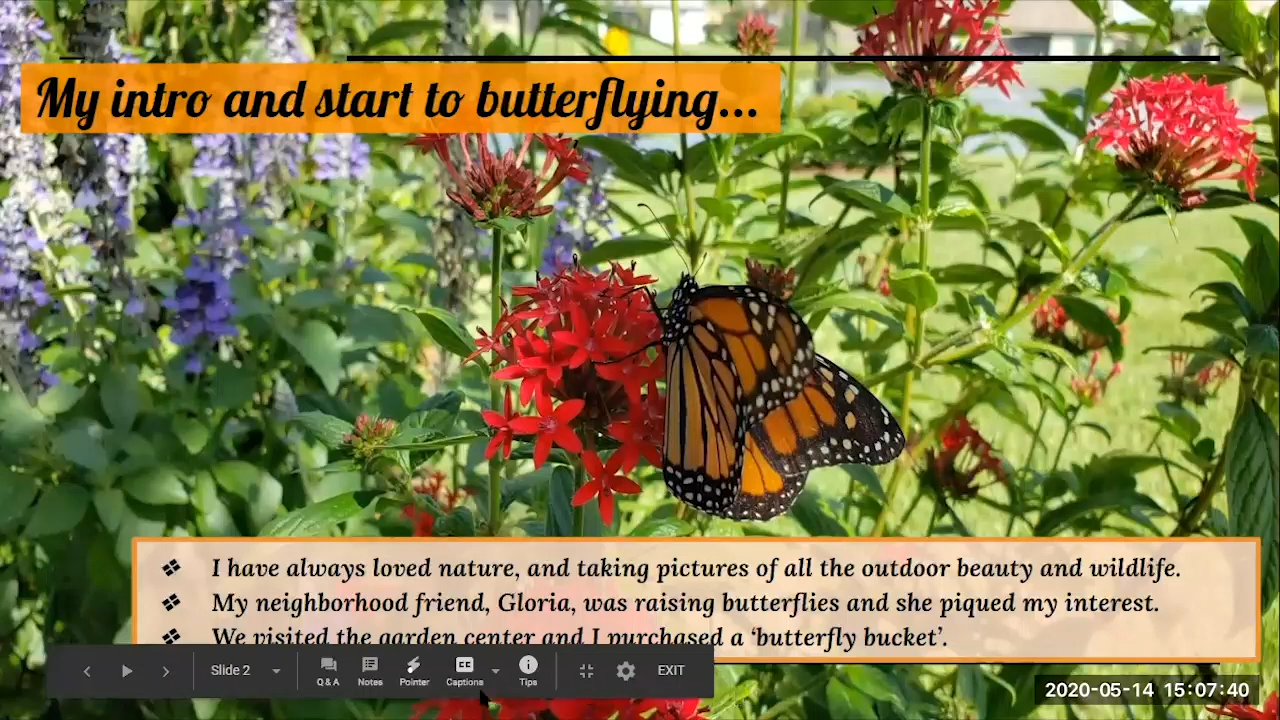 My intro and start to butterflying...
❖ I have always loved nature, and taking pictures of all the outdoor beauty and wildlife.
❖ My neighborhood friend, Gloria, was raising butterflies and she piqued my interest.
❖ We visited the garden center and I purchased a ‘butterfly bucket’.
Slide 2
Q & A
Notes
Pointer
CC
Captions
Tips
EXIT
2020-05-14 15:07:40